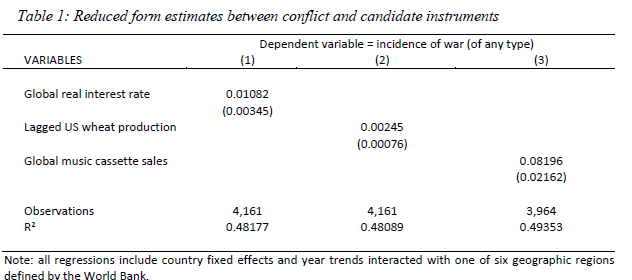 Table 1: Reduced form estimates between conflict and candidate instruments
Dependent variable = incidence of war (of any type)
VARIABLES (1) (2) (3)
Global real interest rate 0.01082
(0.00345)
Lagged US wheat production 0.00245
(0.00076)
Global music cassette sales 0.08196
(0.02162)
Observations 4,161 4,161 3,964
R² 0.48177 0.48089 0.49353
Note: all regressions include country fixed effects and year trends interacted with one of six geographic regions
defined by the World Bank.